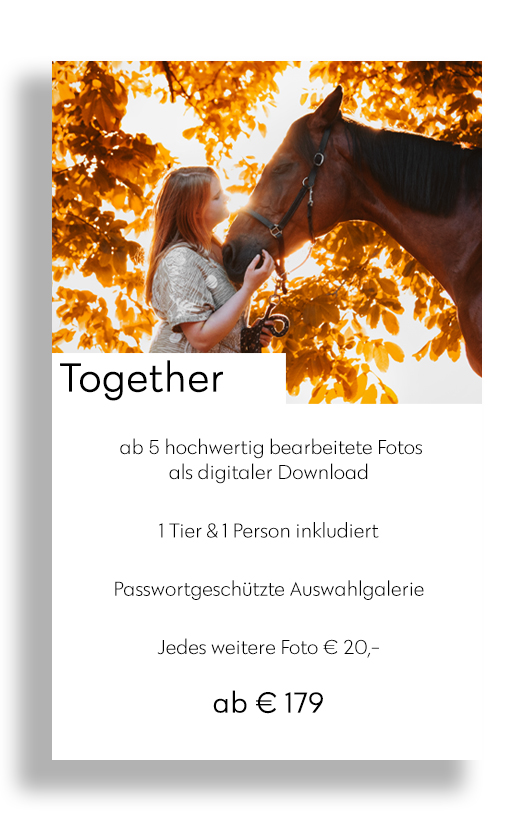 Together
ab 5 hochwertig bearbeitete Fotos
als digitaler Download
1 Tier & 1 Person inkludiert
Passwortgeschützte Auswahlgalerie
Jedes weitere Foto € 20,-
ab € 179